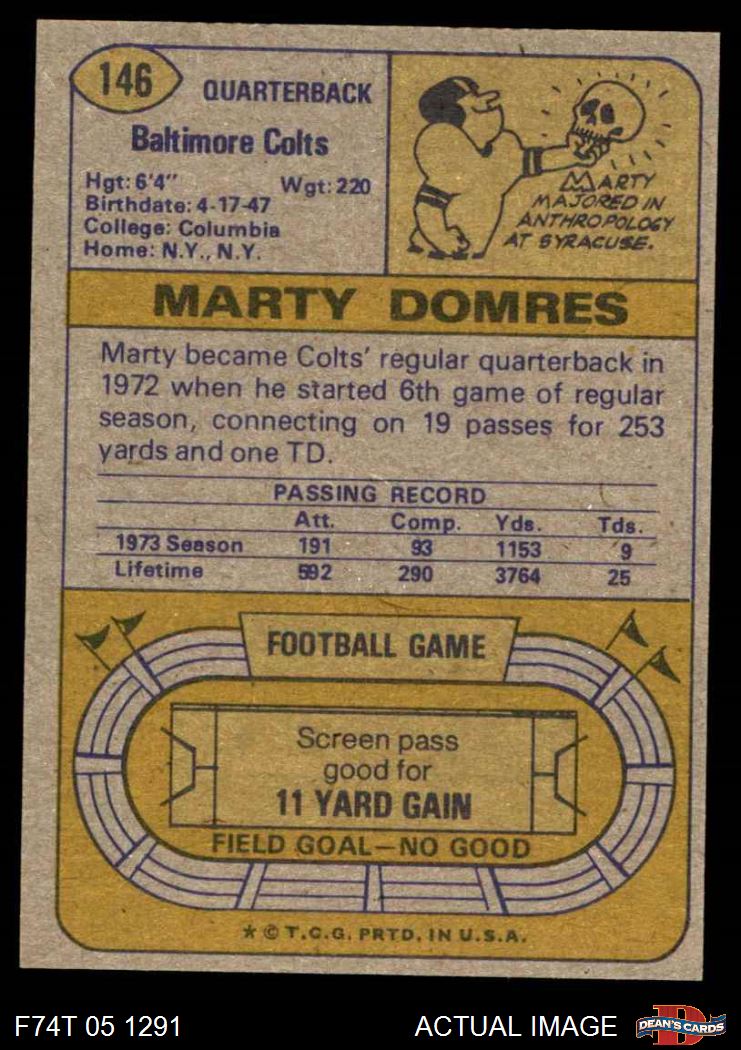 146
QUARTERBACK
Baltimore Colts
Hgt: 6'4" Wgt: 220
Birthdate: 4-17-47
College: Columbia
Home: N.Y., N.Y.
MARTY
MAJORED IN
ANTHROPOLOGY
AT SYRACUSE.
MARTY DOMRES
Marty became Colts' regular quarterback in
1972 when he started 6th game of regular
season, connecting on 19 passes for 253
yards and one TD.
PASSING RECORD
Att. Comp. Yds. Tds.
1973 Season 191 93 1153 9
Lifetime 592 290 3764 25
FOOTBALL GAME
Screen pass
good for
11 YARD GAIN
FIELD GOAL—NO GOOD
* © T.C.G. PRTD. IN U.S.A.
F74T 05 1291 ACTUAL IMAGE D DEAN'S CARDS